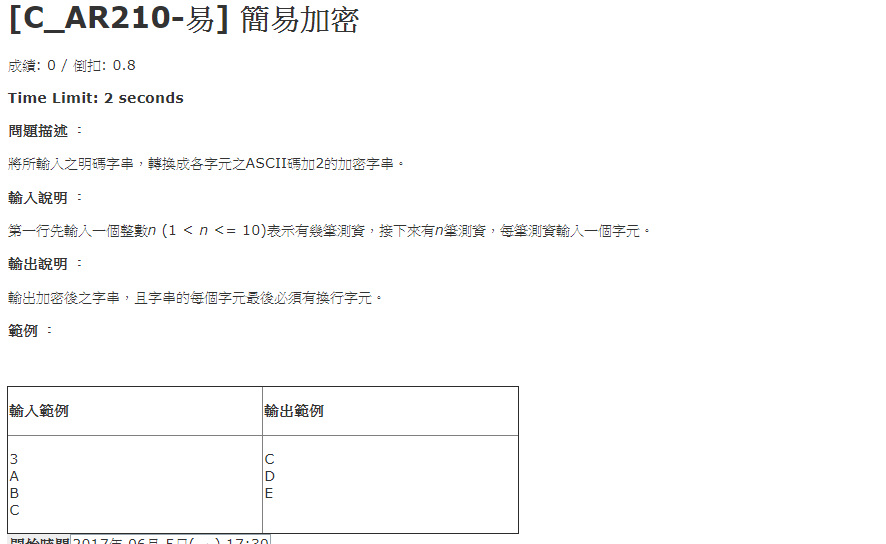 [C_AR210-易] 簡易加密
成績: 0 / 倒扣: 0.8
Time Limit: 2 seconds
問題描述 ：
將所輸入之明碼字串，轉換成各字元之ASCII碼加2的加密字串。
輸入說明 ：
第一行先輸入一個整數n (1 < n <= 10)表示有幾筆測資，接下來有n筆測資，每筆測資輸入一個字元。
輸出說明 ：
輸出加密後之字串，且字串的每個字元最後必須有換行字元。
範例 ：
輸入範例
輸出範例
3
A
B
C
C
D
E
開始時間 2017年 06月 5日(一) 17:30